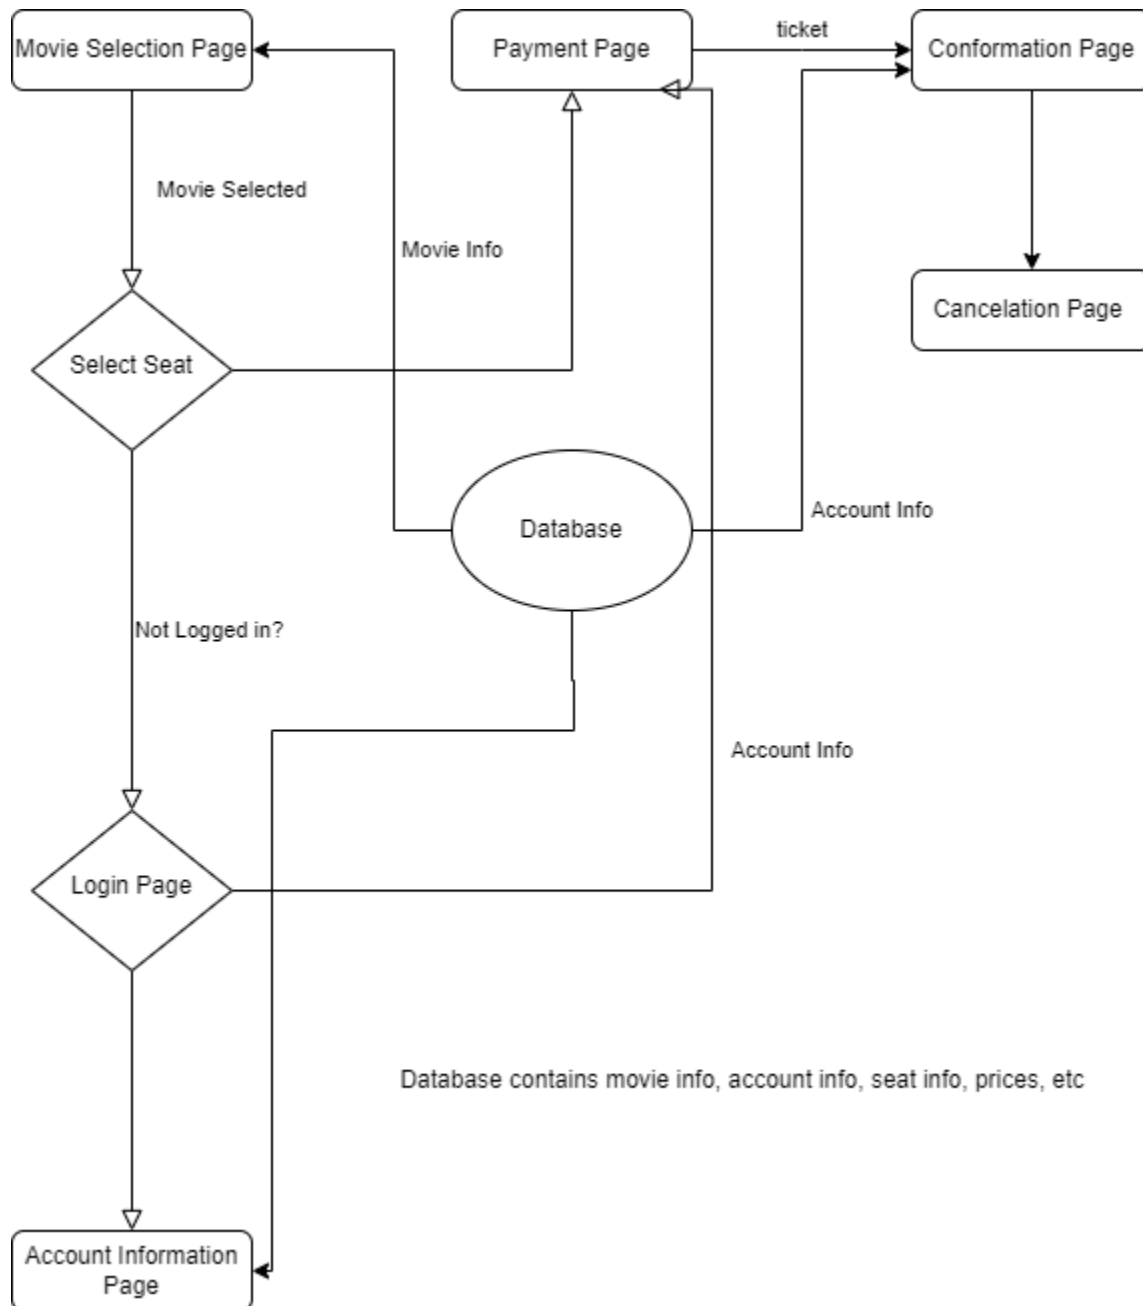 Movie Selection Page
Payment Page
ticket
Conformation Page
Movie Selected
Movie Info
Cancelation Page
Select Seat
Database
Account Info
Not Logged in?
Account Info
Login Page
Database contains movie info, account info, seat info, prices, etc
Account Information
Page